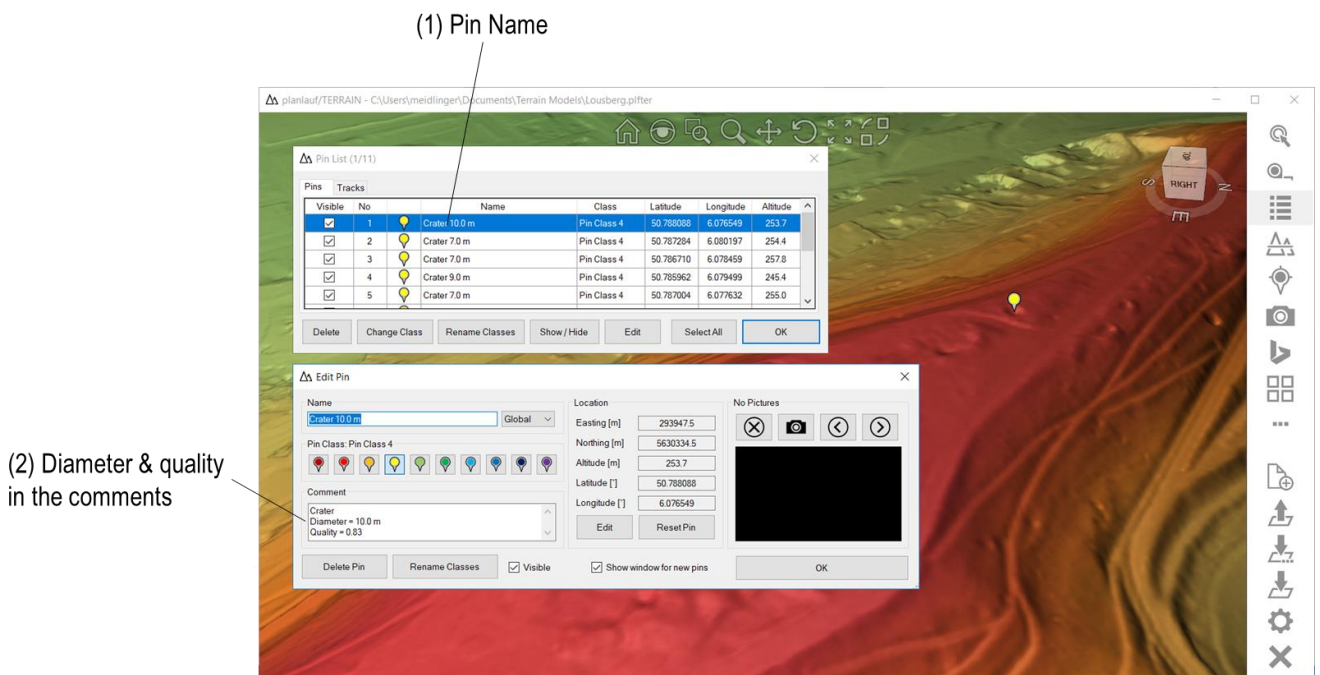 (1) Pin Name
planlauf/TERRAIN - C:\Users\meidlinger\Documents\Terrain Models\Lousberg.plfter
Pin List (1/11)
Pins Tracks
Visible No Name Class Latitude Longitude Altitude
1 Crater 10.0 m Pin Class 4 50.788088 6.076549 253.7
2 Crater 7.0 m Pin Class 4 50.787284 6.080197 254.4
3 Crater 7.0 m Pin Class 4 50.786710 6.078459 257.8
4 Crater 9.0 m Pin Class 4 50.785962 6.079499 245.4
5 Crater 7.0 m Pin Class 4 50.787004 6.077632 255.0
Delete Change Class Rename Classes Show / Hide Edit Select All OK
S RIGHT N
E
Edit Pin
Name
Crater 10.0 m Global
Pin Class: Pin Class 4
Comment
Crater
Diameter = 10.0 m
Quality = 0.83
Location
Easting [m] 293947.5
Northing [m] 5630334.5
Altitude [m] 253.7
Latitude [°] 50.788088
Longitude [°] 6.076549
Edit Reset Pin
No Pictures
Delete Pin Rename Classes Visible Show window for new pins OK
(2) Diameter & quality
in the comments